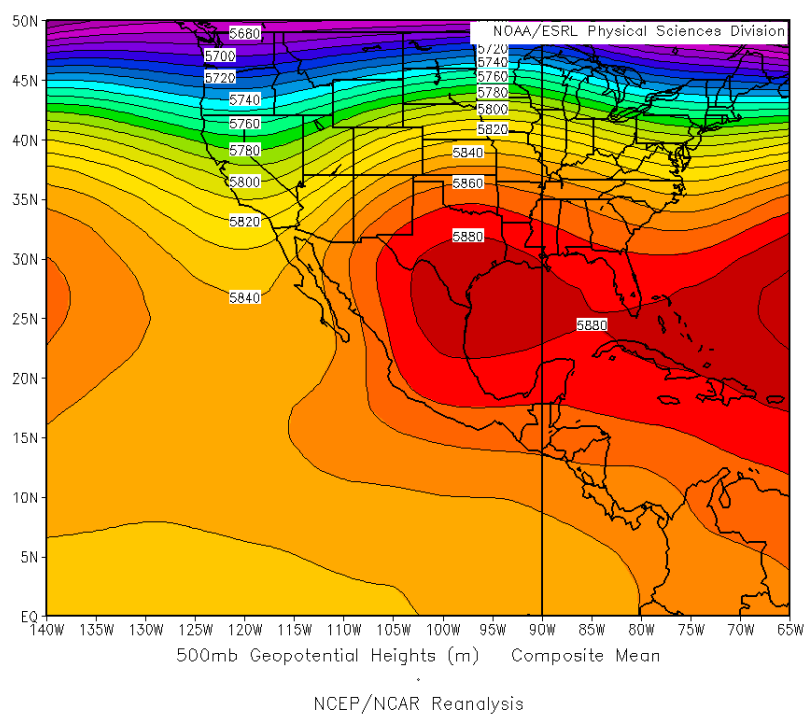 50N
NOAA/ESRL Physical Sciences Division
5680
5700
5720
5720
5740
45N
5760
5740
5780
5760
5800
5820
40N
5780
5840
5800
5860
35N
5820
5880
30N
5840
25N
5880
20N
15N
10N
5N
EQ
140W 135W 130W 125W 120W 115W 110W 105W 100W 95W 90W 85W 80W 75W 70W 65W
500mb Geopotential Heights (m) Composite Mean
NCEP/NCAR Reanalysis